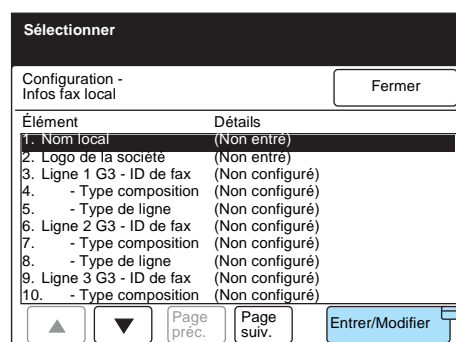 Sélectionner
Configuration -
Infos fax local
Fermer
Élément Détails
1. Nom local (Non entré)
2. Logo de la société (Non entré)
3. Ligne 1 G3 - ID de fax (Non configuré)
4. - Type composition (Non configuré)
5. - Type de ligne (Non configuré)
6. Ligne 2 G3 - ID de fax (Non configuré)
7. - Type composition (Non configuré)
8. - Type de ligne (Non configuré)
9. Ligne 3 G3 - ID de fax (Non configuré)
10. - Type composition (Non configuré)
Page
préc.
Page
suiv.
Entrer/Modifier